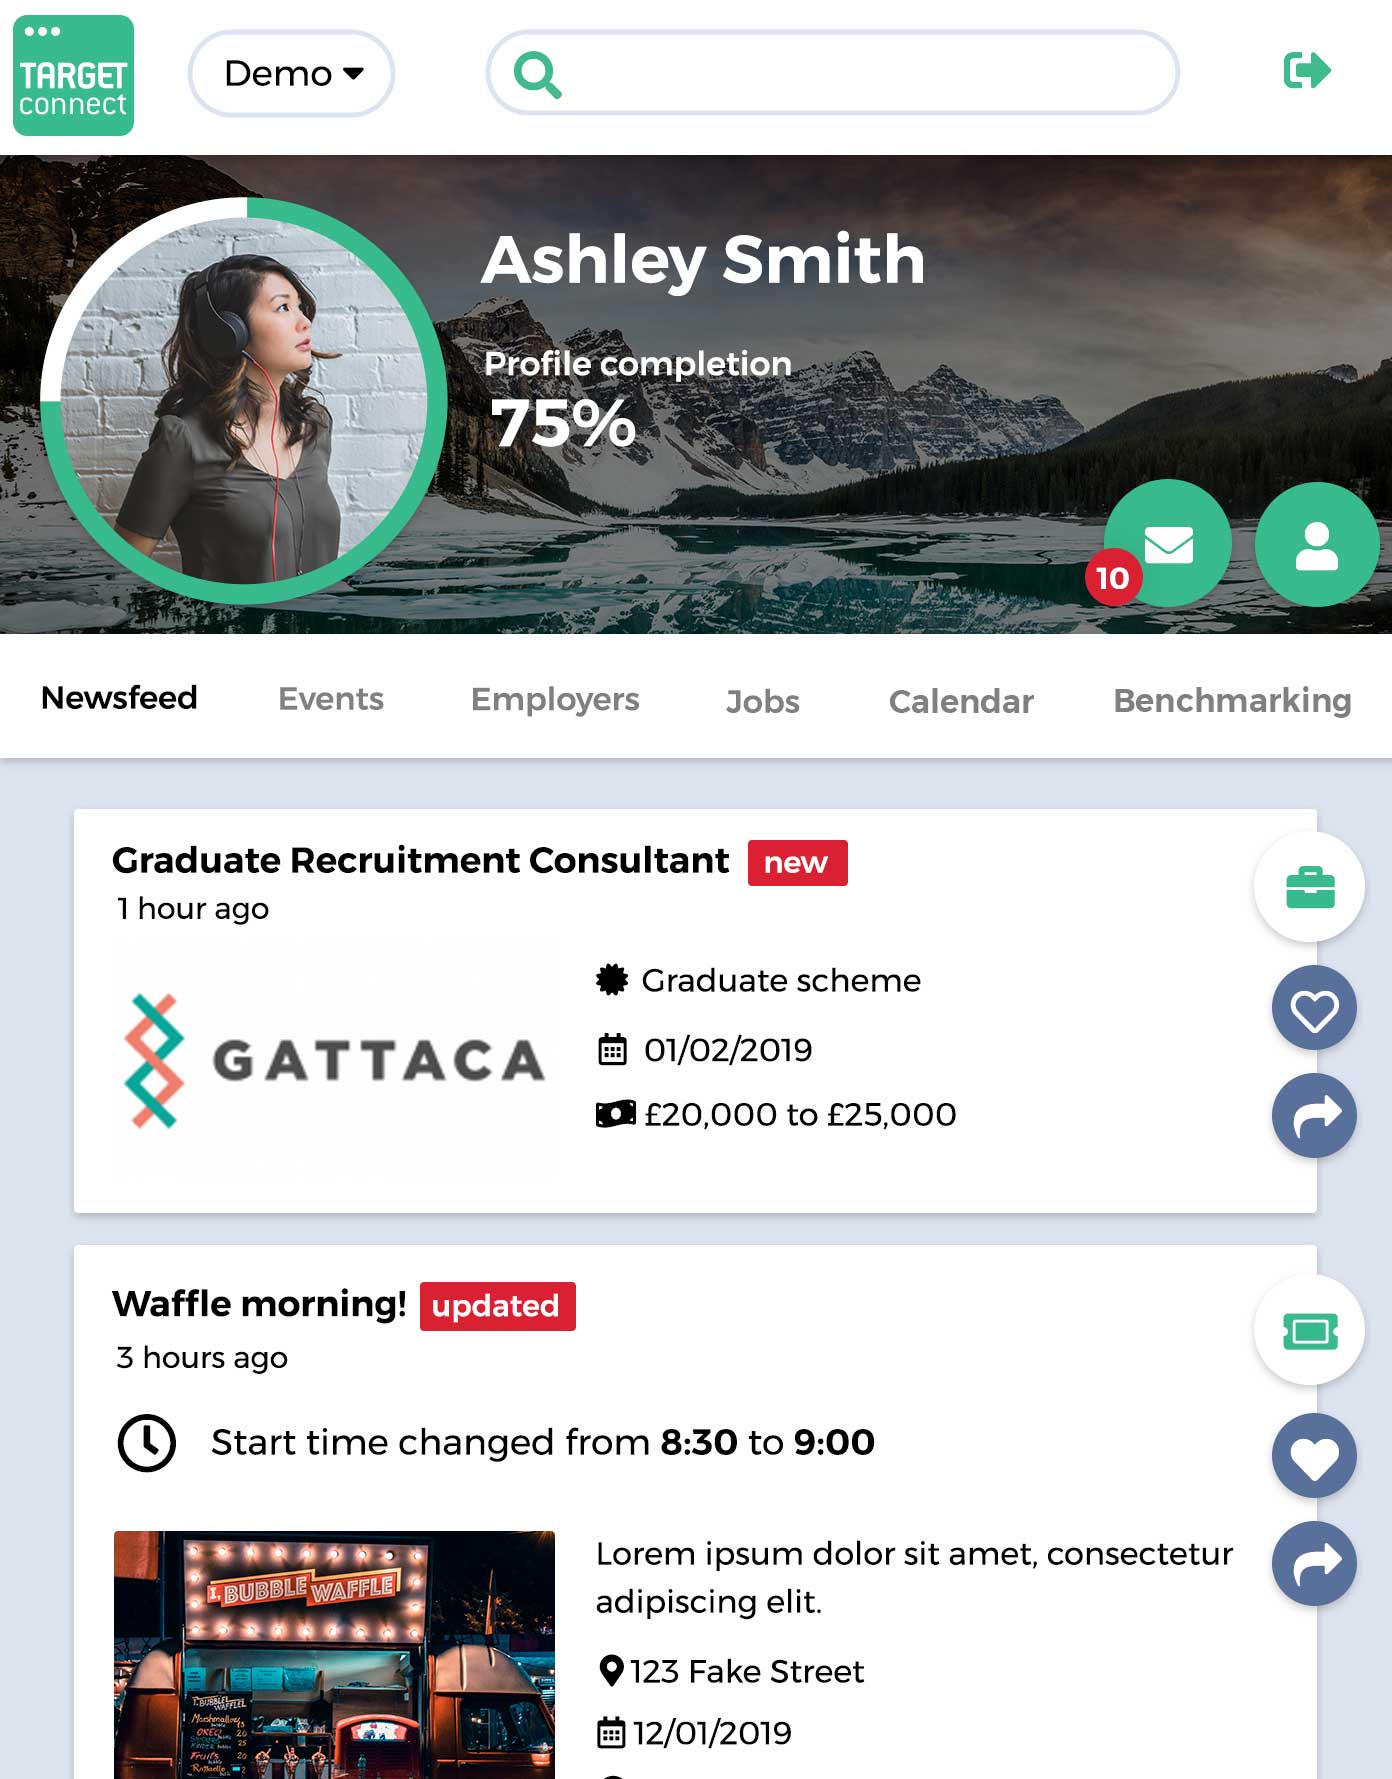 TARGET
connect
Demo
Ashley Smith
Profile completion
75%
10
Newsfeed Events Employers Jobs Calendar Benchmarking
Graduate Recruitment Consultant new
1 hour ago
GATTACA
Graduate scheme
01/02/2019
£20,000 to £25,000
Waffle morning! updated
3 hours ago
Start time changed from 8:30 to 9:00
I. BUBBLE WAFFLE
Lorem ipsum dolor sit amet, consectetur
adipiscing elit.
123 Fake Street
12/01/2019